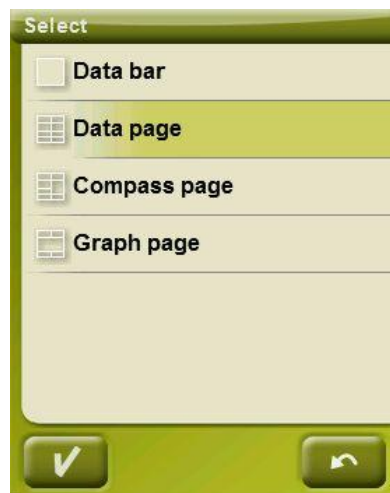 Select
Data bar
Data page
Compass page
Graph page